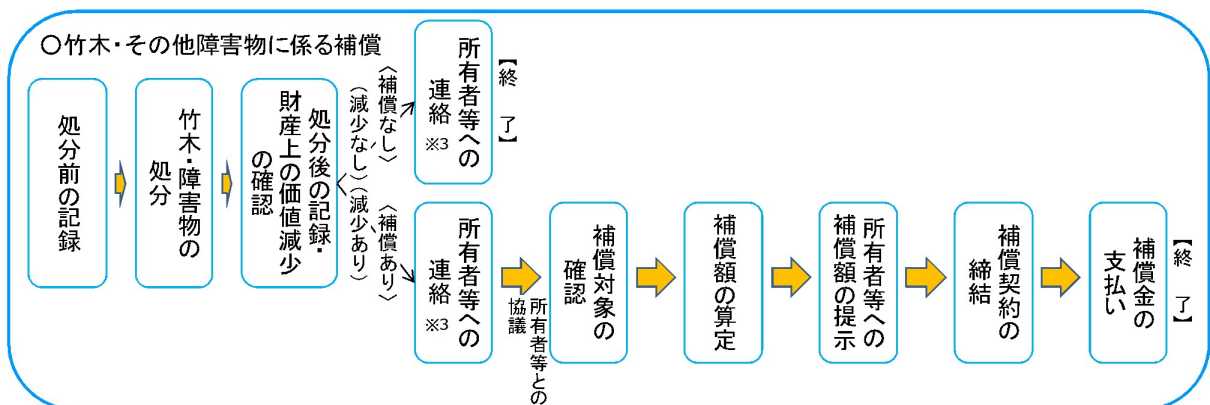 〇竹木・その他障害物に係る補償
処分前の記録
竹木・障害物の
処分
処分後の記録・
財産上の価値減少
の確認
〈補償なし〉
（減少なし）
所有者等への
連絡
※3
【終 了】
（減少あり）
〈補償あり〉
所有者等への
連絡
※3
所有者等との
協議
補償対象の
確認
補償額の算定
所有者等への
補償額の提示
補償契約の
締結
補償金の
支払い
【終 了】